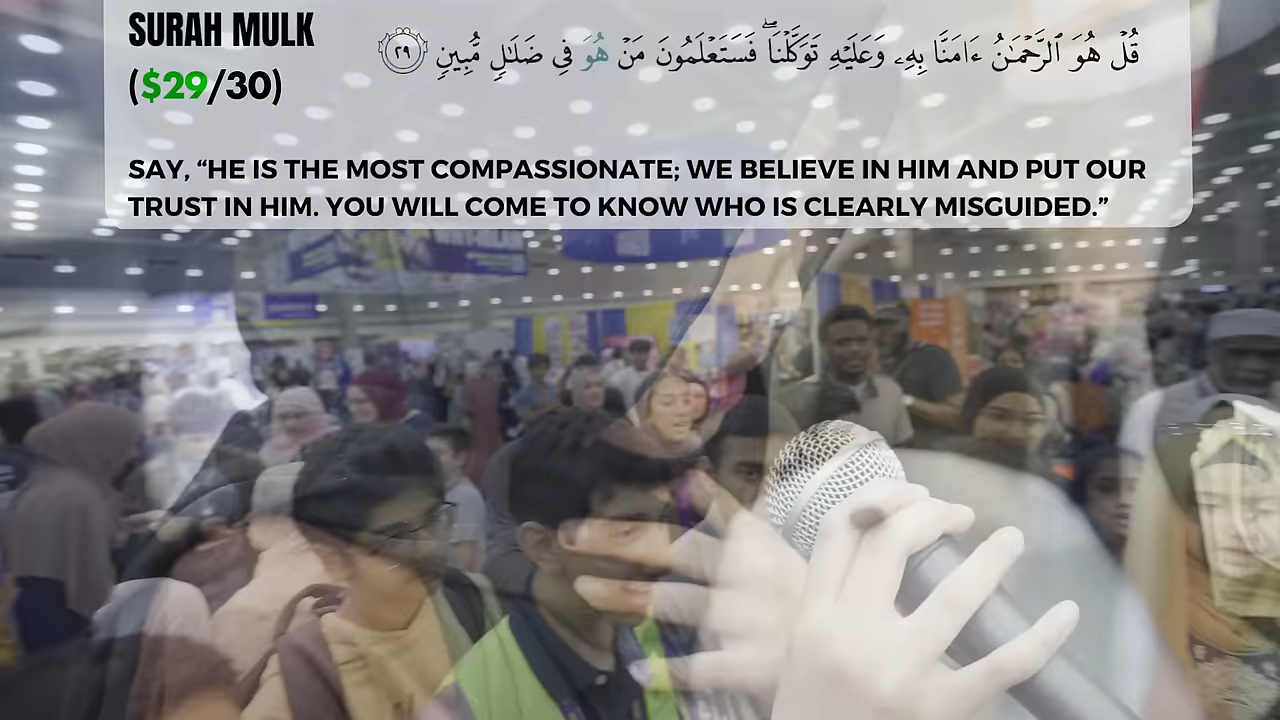 SURAH MULK
($29/30)
قُلْ هُوَ ٱلرَّحْمَـٰنُ ءَامَنَّا بِهِۦ وَعَلَيْهِ تَوَكَّلْنَا ۖ فَسَتَعْلَمُونَ مَنْ هُوَ فِى ضَلَـٰلٍ مُّبِينٍ ٢٩
SAY, “HE IS THE MOST COMPASSIONATE; WE BELIEVE IN HIM AND PUT OUR
TRUST IN HIM. YOU WILL COME TO KNOW WHO IS CLEARLY MISGUIDED.”